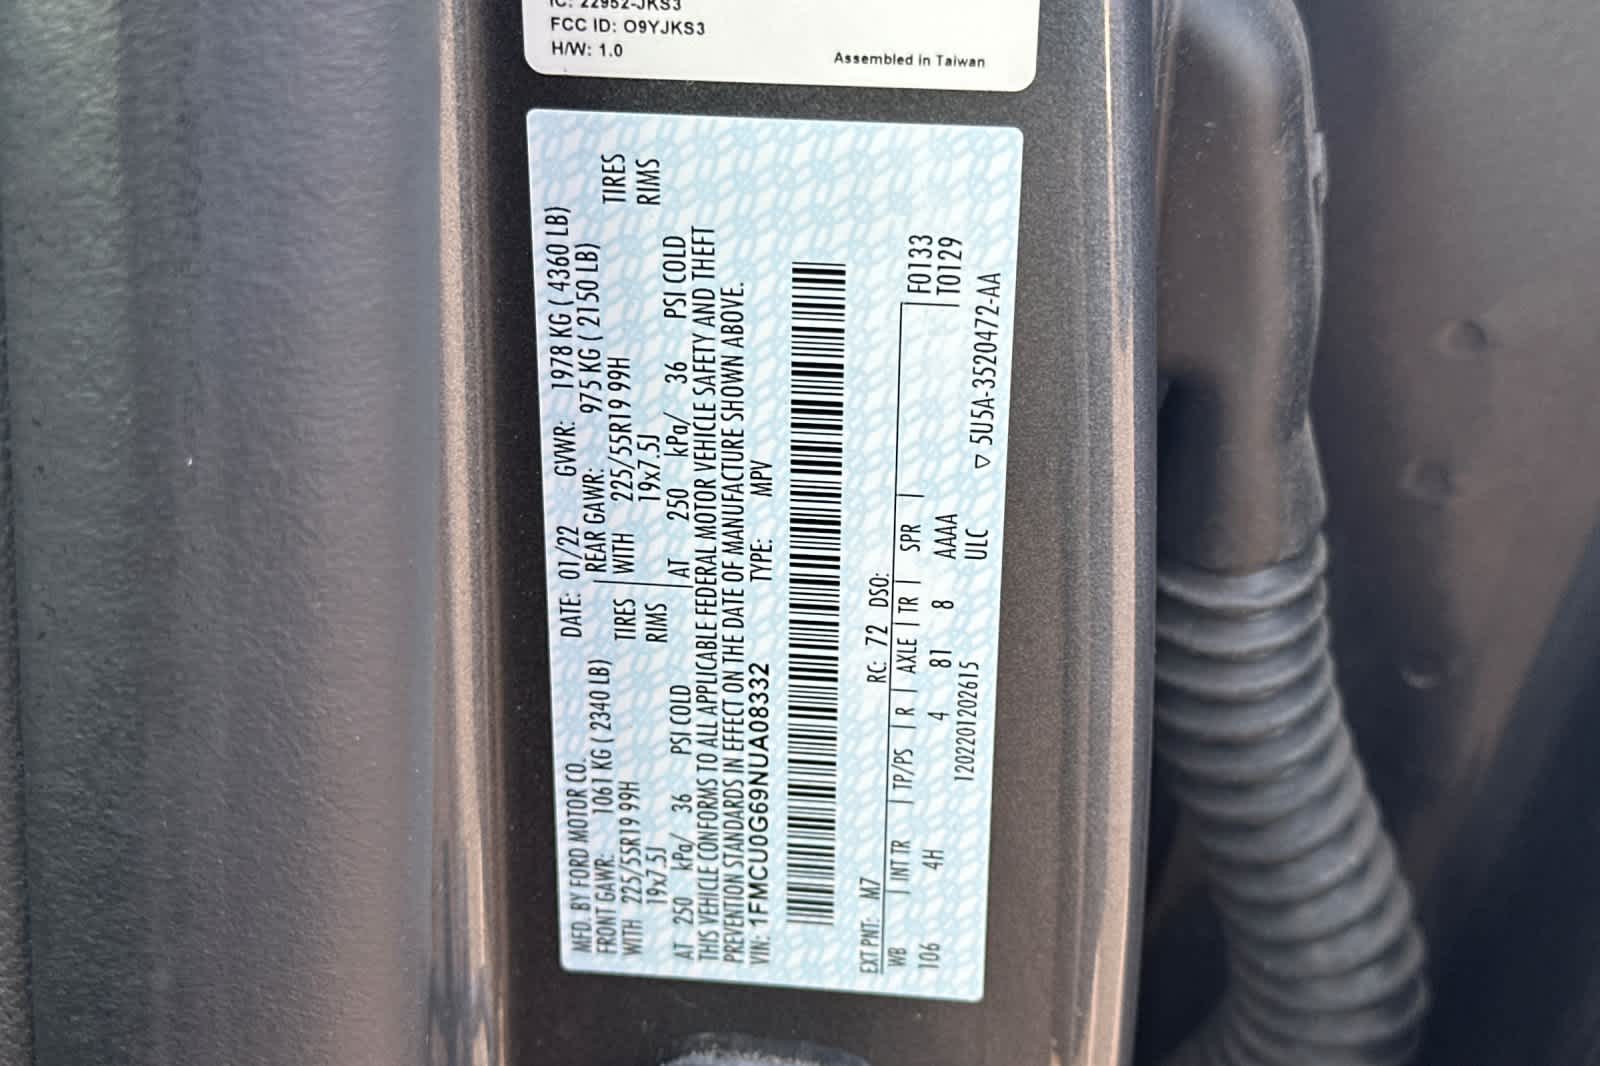 IC: 22952-JKS3
FCC ID: O9YJKS3
H/W: 1.0
Assembled in Taiwan
MFD. BY FORD MOTOR CO.
DATE: 01/22 GVWR: 1978 KG ( 4360 LB)
FRONT GAWR: 1061 KG ( 2340 LB)
REAR GAWR: 975 KG ( 2150 LB)
WITH 225/55R19 99H TIRES
WITH 225/55R19 99H TIRES
19x7.5J RIMS
19x7.5J RIMS
AT 250 kPa/ 36 PSI COLD
AT 250 kPa/ 36 PSI COLD
THIS VEHICLE CONFORMS TO ALL APPLICABLE FEDERAL MOTOR VEHICLE SAFETY AND THEFT
PREVENTION STANDARDS IN EFFECT ON THE DATE OF MANUFACTURE SHOWN ABOVE.
VIN: 1FMCU0G69NUA08332 TYPE: MPV
EXT PNT: M7 RC: 72 DSO:
WB | INT TR | TP/PS | R | AXLE | TR | SPR | F0133
106 4H 4 81 8 AAAA T0129
1202201202615 ULC ▽ 5U5A-3520472-AA